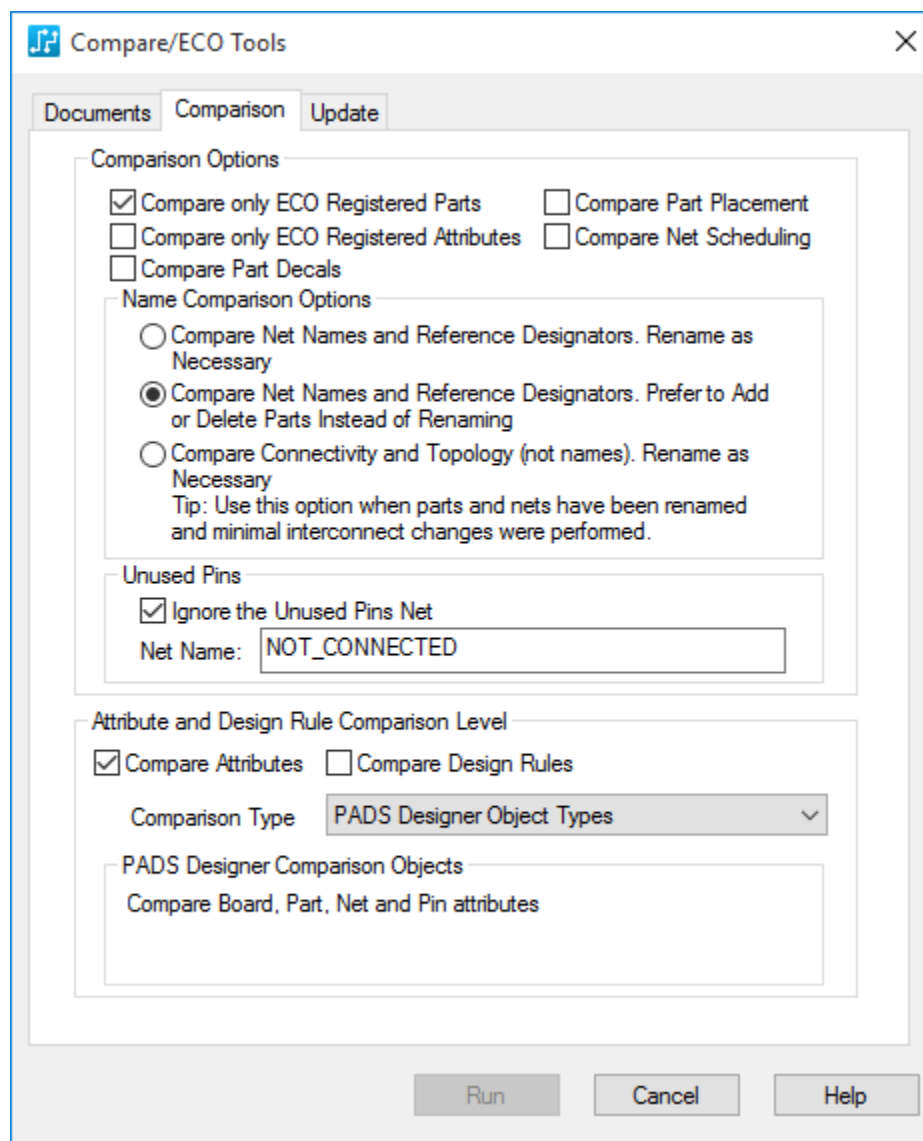 Compare/ECO Tools
Documents Comparison Update
Comparison Options
Compare only ECO Registered Parts Compare Part Placement
Compare only ECO Registered Attributes Compare Net Scheduling
Compare Part Decals
Name Comparison Options
Compare Net Names and Reference Designators. Rename as
Necessary
Compare Net Names and Reference Designators. Prefer to Add
or Delete Parts Instead of Renaming
Compare Connectivity and Topology (not names). Rename as
Necessary
Tip: Use this option when parts and nets have been renamed
and minimal interconnect changes were performed.
Unused Pins
Ignore the Unused Pins Net
Net Name: NOT_CONNECTED
Attribute and Design Rule Comparison Level
Compare Attributes Compare Design Rules
Comparison Type PADS Designer Object Types
PADS Designer Comparison Objects
Compare Board, Part, Net and Pin attributes
Run Cancel Help